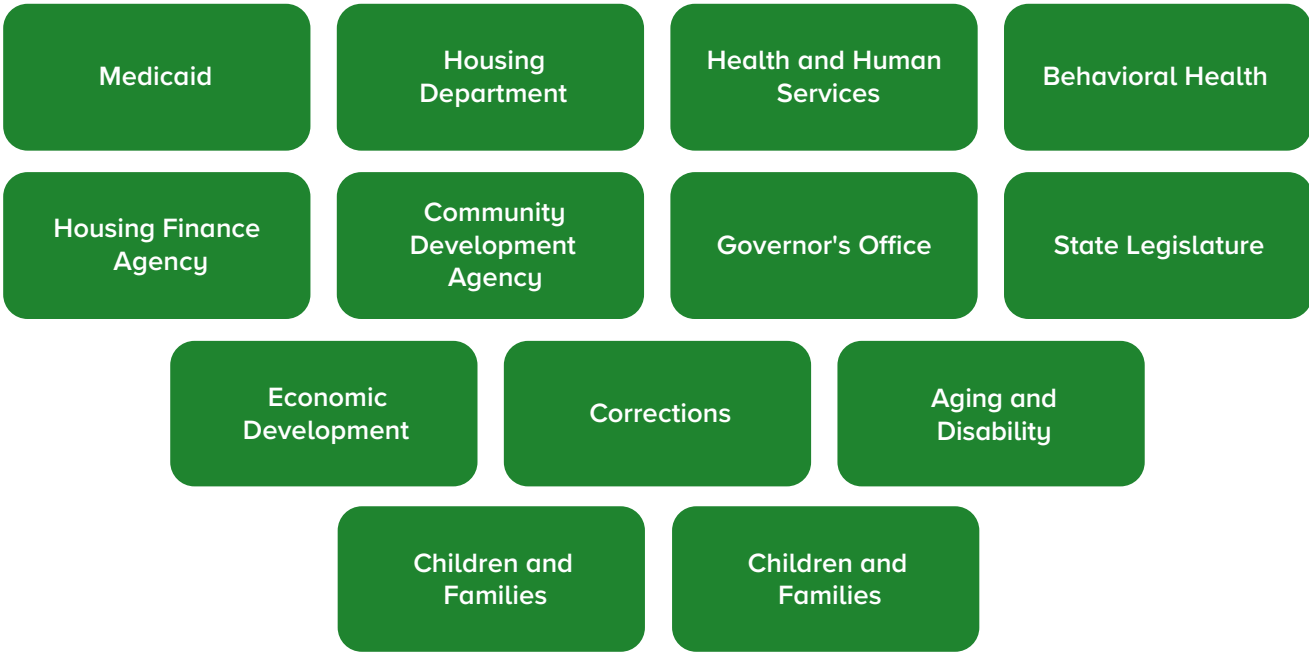 Medicaid
Housing
Department
Health and Human
Services
Behavioral Health
Housing Finance
Agency
Community
Development
Agency
Governor's Office
State Legislature
Economic
Development
Corrections
Aging and
Disability
Children and
Families
Children and
Families